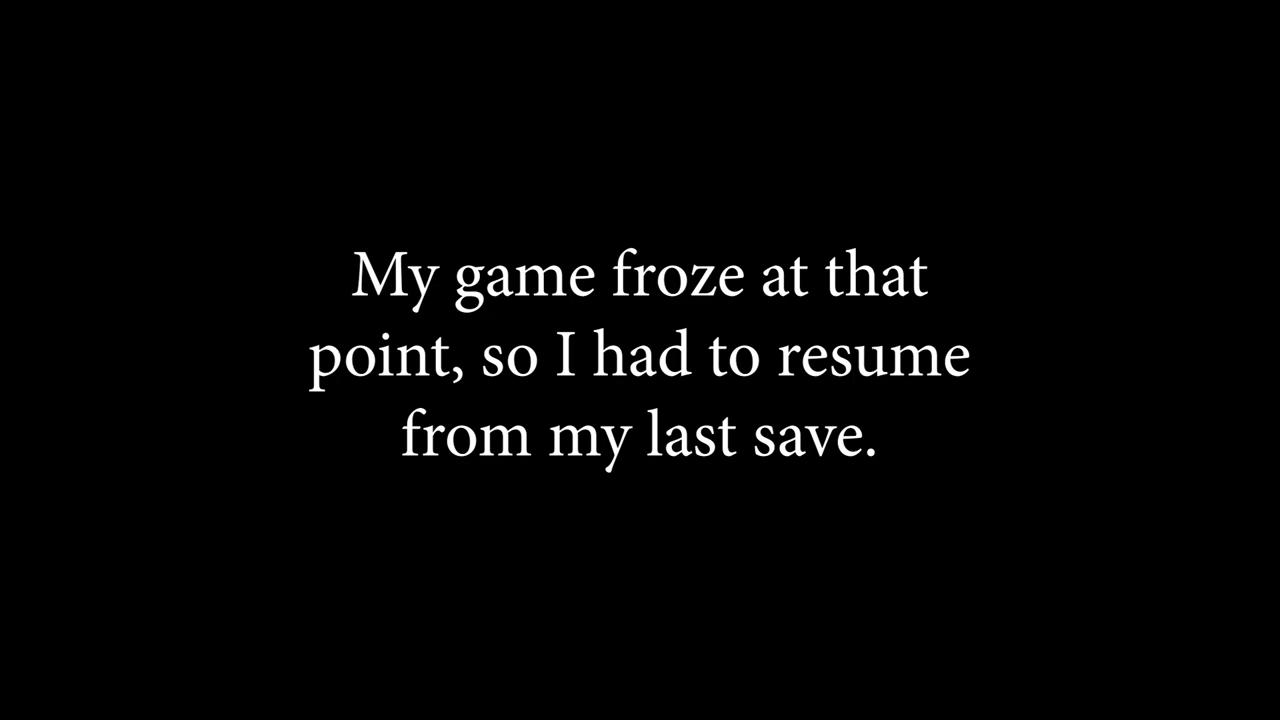 My game froze at that
point, so I had to resume
from my last save.